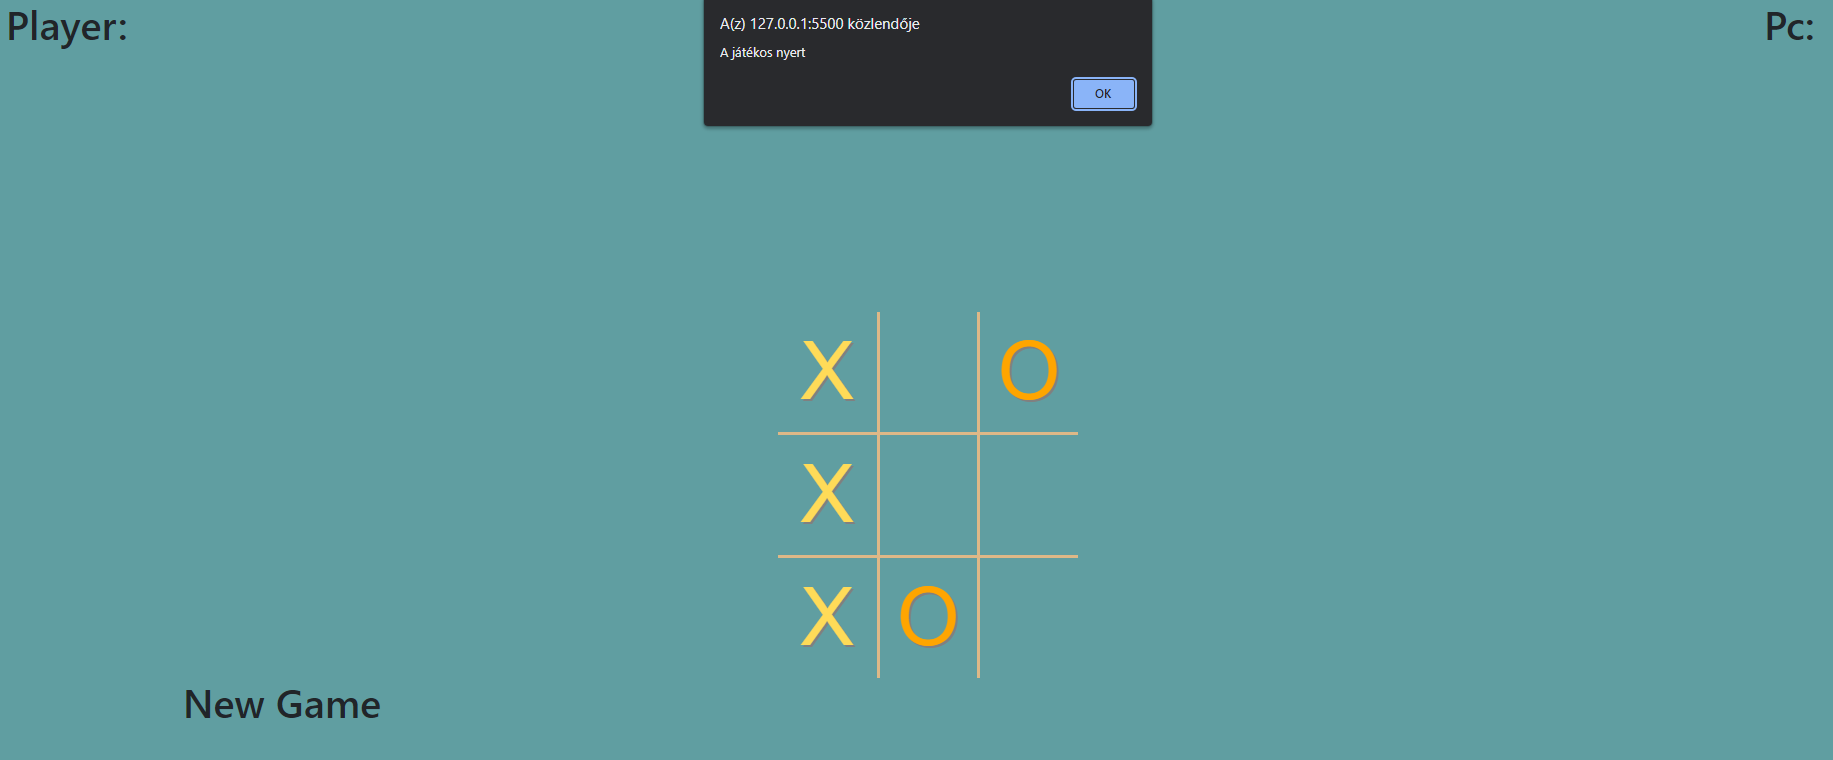 Player:
A(z) 127.0.0.1:5500 közlendője
A játékos nyert
OK
Pc:
X O
X
X O
New Game